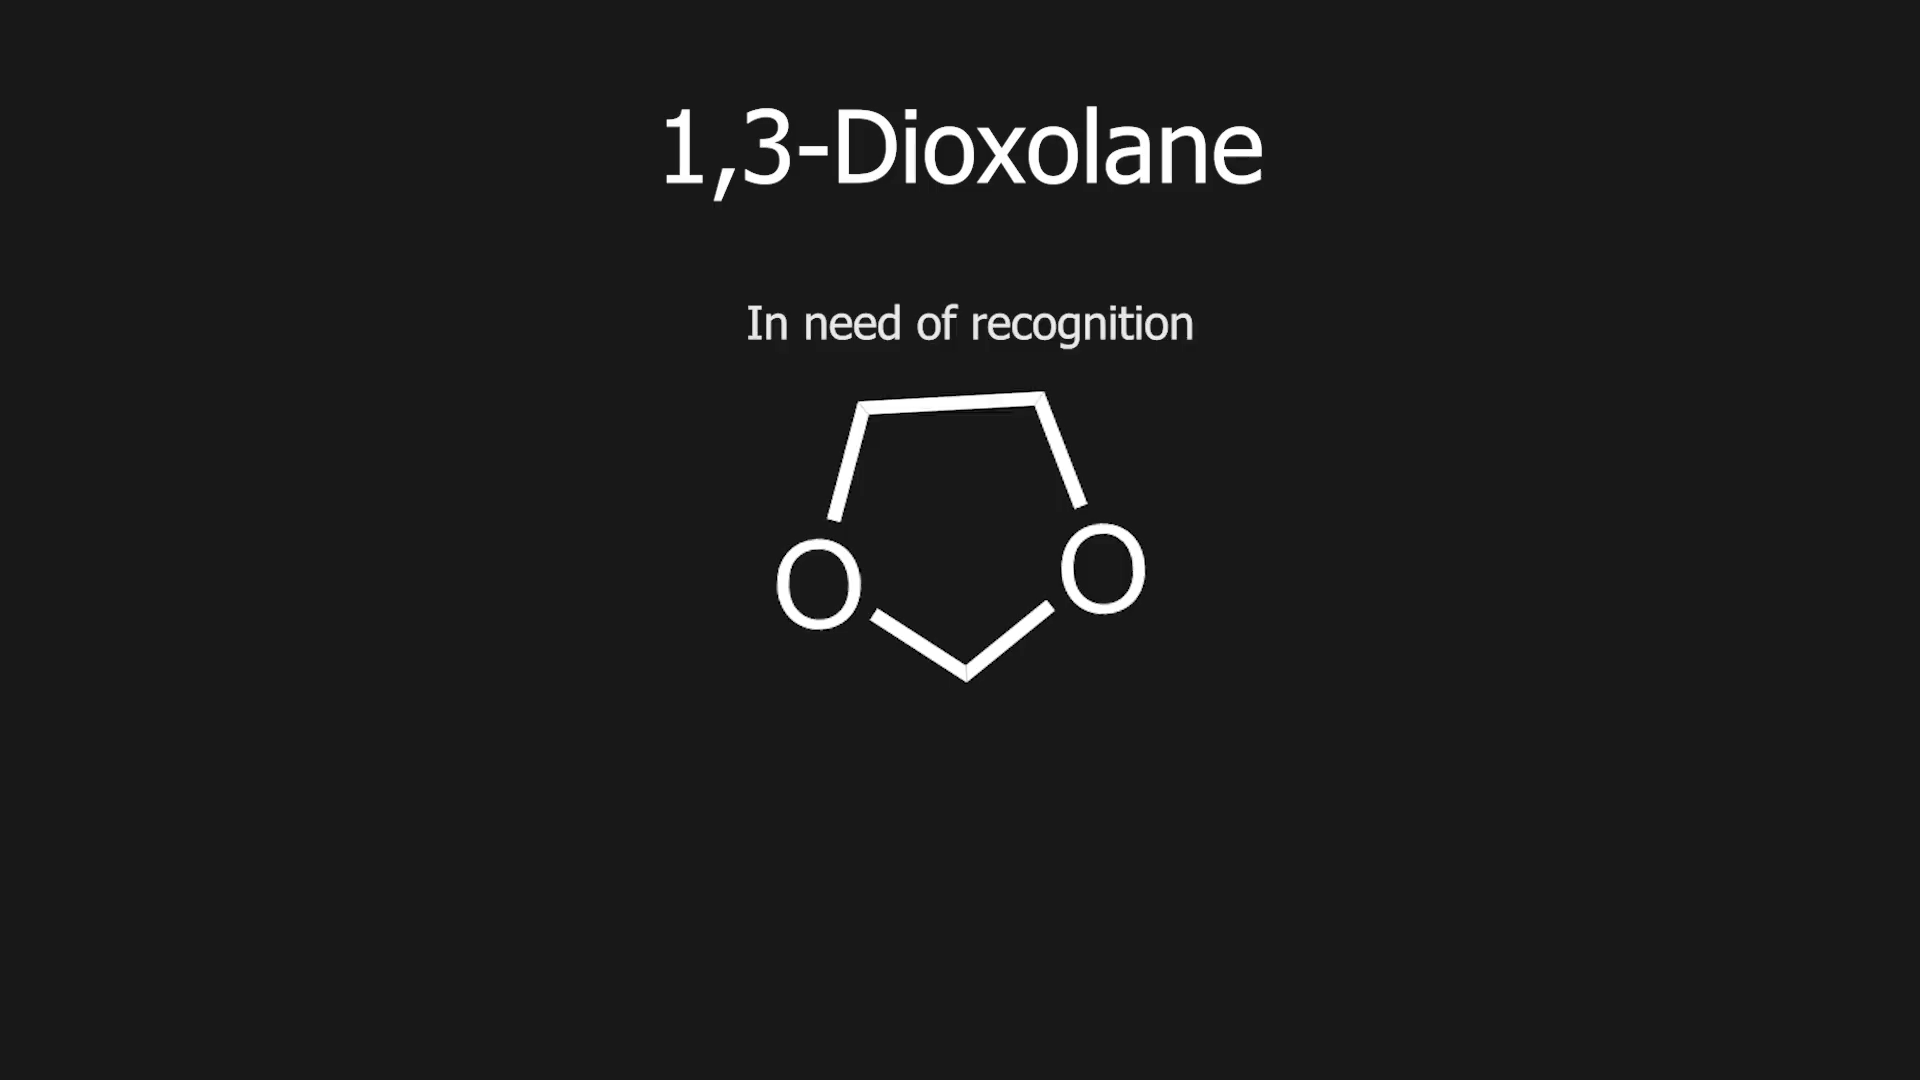 1,3-Dioxolane
In need of recognition
O
O